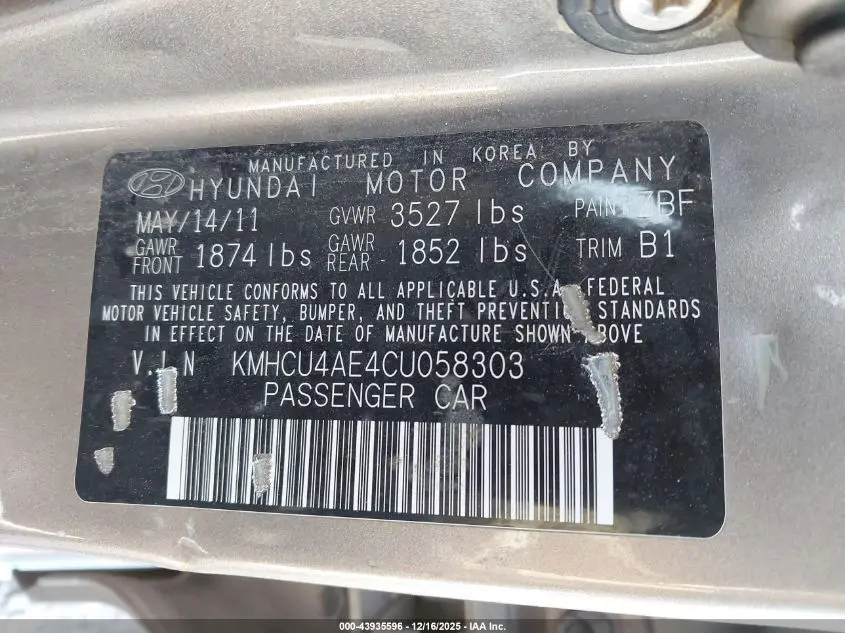 MANUFACTURED IN KOREA BY
HYUNDAI MOTOR COMPANY
MAY/14/11 GVWR 3527 lbs PAINT ZBF
GAWR FRONT 1874 lbs GAWR REAR 1852 lbs TRIM B1
THIS VEHICLE CONFORMS TO ALL APPLICABLE U.S.A. FEDERAL
MOTOR VEHICLE SAFETY, BUMPER, AND THEFT PREVENTION STANDARDS
IN EFFECT ON THE DATE OF MANUFACTURE SHOWN ABOVE
V.I.N KMHCU4AE4CU058303
PASSENGER CAR
000-43935596 - 12/16/2025 - IAA Inc.